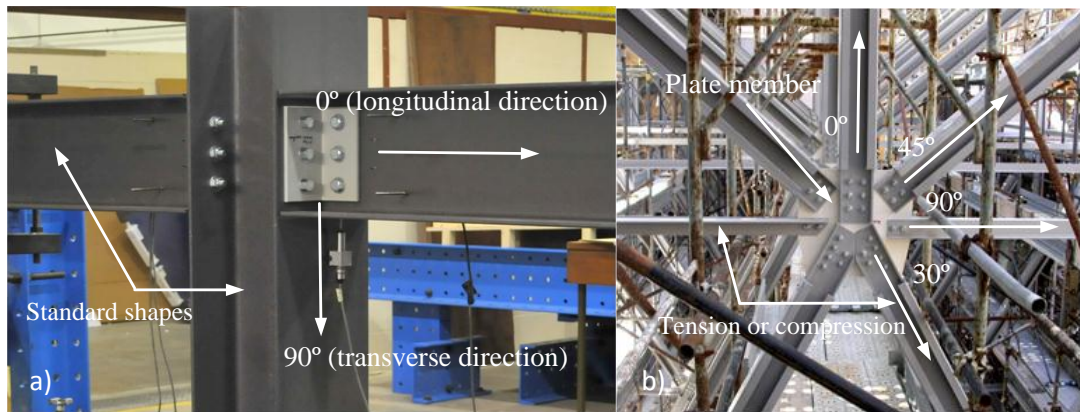 0º (longitudinal direction)
Standard shapes
90º (transverse direction)
a)
Plate member
0º
45º
90º
30º
Tension or compression
b)